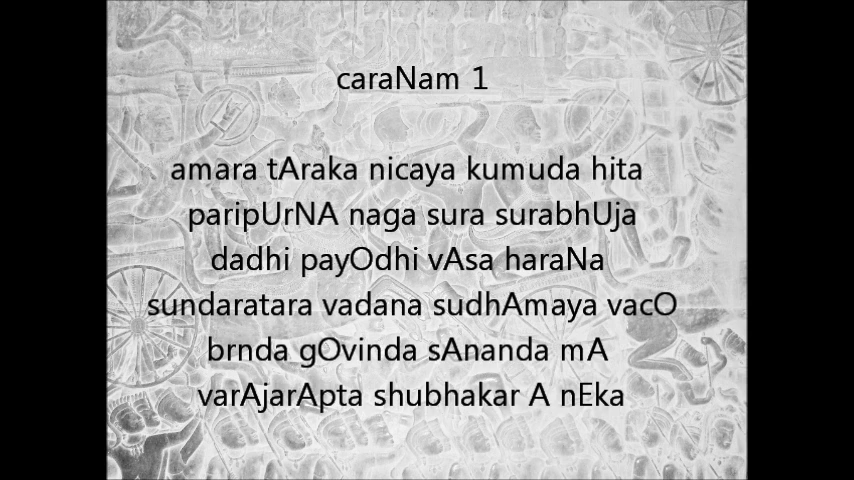 caraNam 1
amara tAraka nicaya kumuda hita
paripUrNA naga sura surabhUja
dadhi payOdhi vAsa haraNa
sundaratara vadana sudhAmaya vacO
brnda gOvinda sAnanda mA
varAjarApta shubhakar A nEka